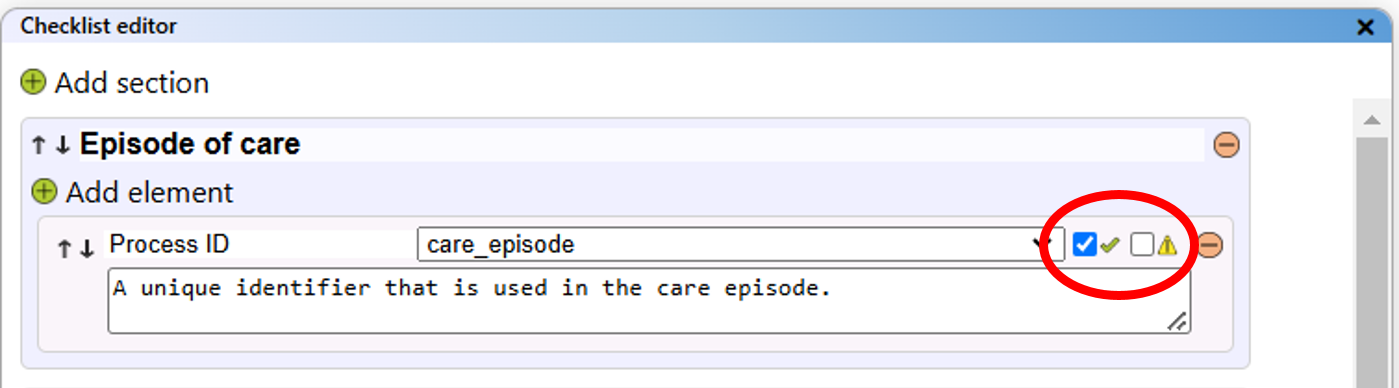 Checklist editor
Add section
Episode of care
Add element
Process ID care_episode
A unique identifier that is used in the care episode.